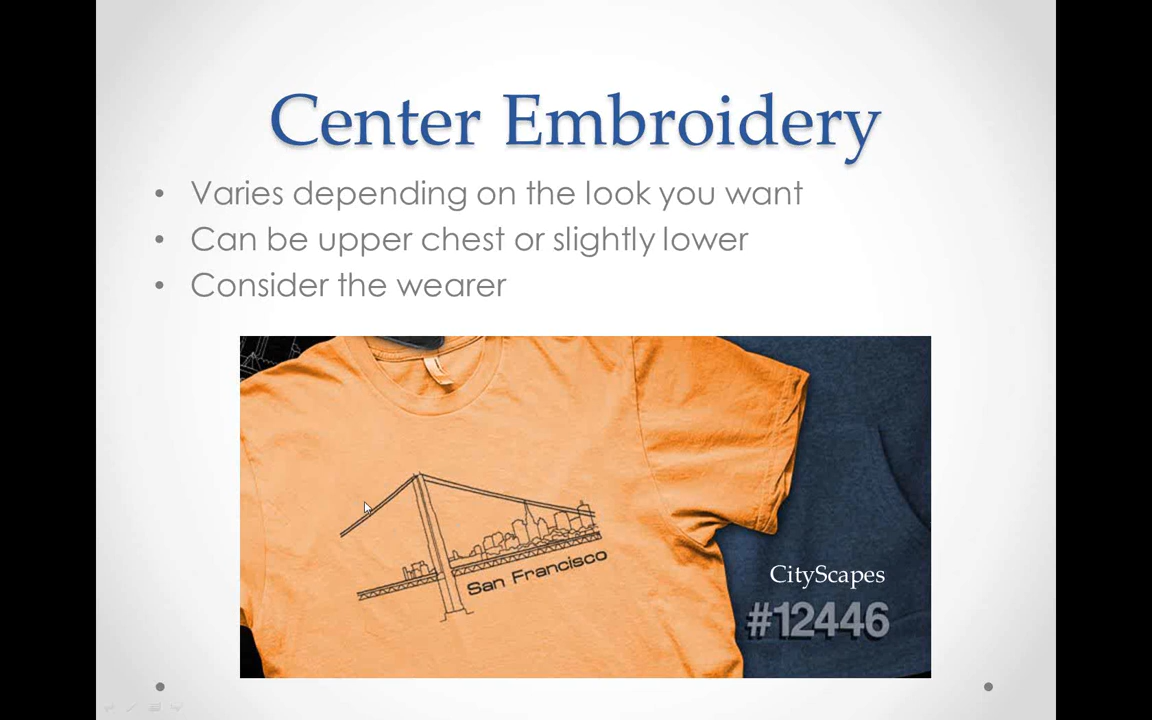 Center Embroidery
• Varies depending on the look you want
• Can be upper chest or slightly lower
• Consider the wearer
San Francisco
CityScapes
#12446